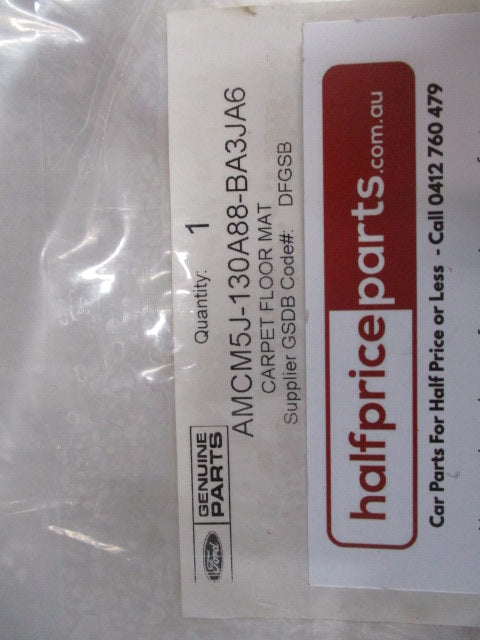 Ford
GENUINE
PARTS
Quantity: 1
AMCM5J-130A88-BA3JA6
CARPET FLOOR MAT
Supplier GSDB Code#: DFGSB
halfpriceparts.com.au
Car Parts For Half Price or Less - Call 0412 760 479